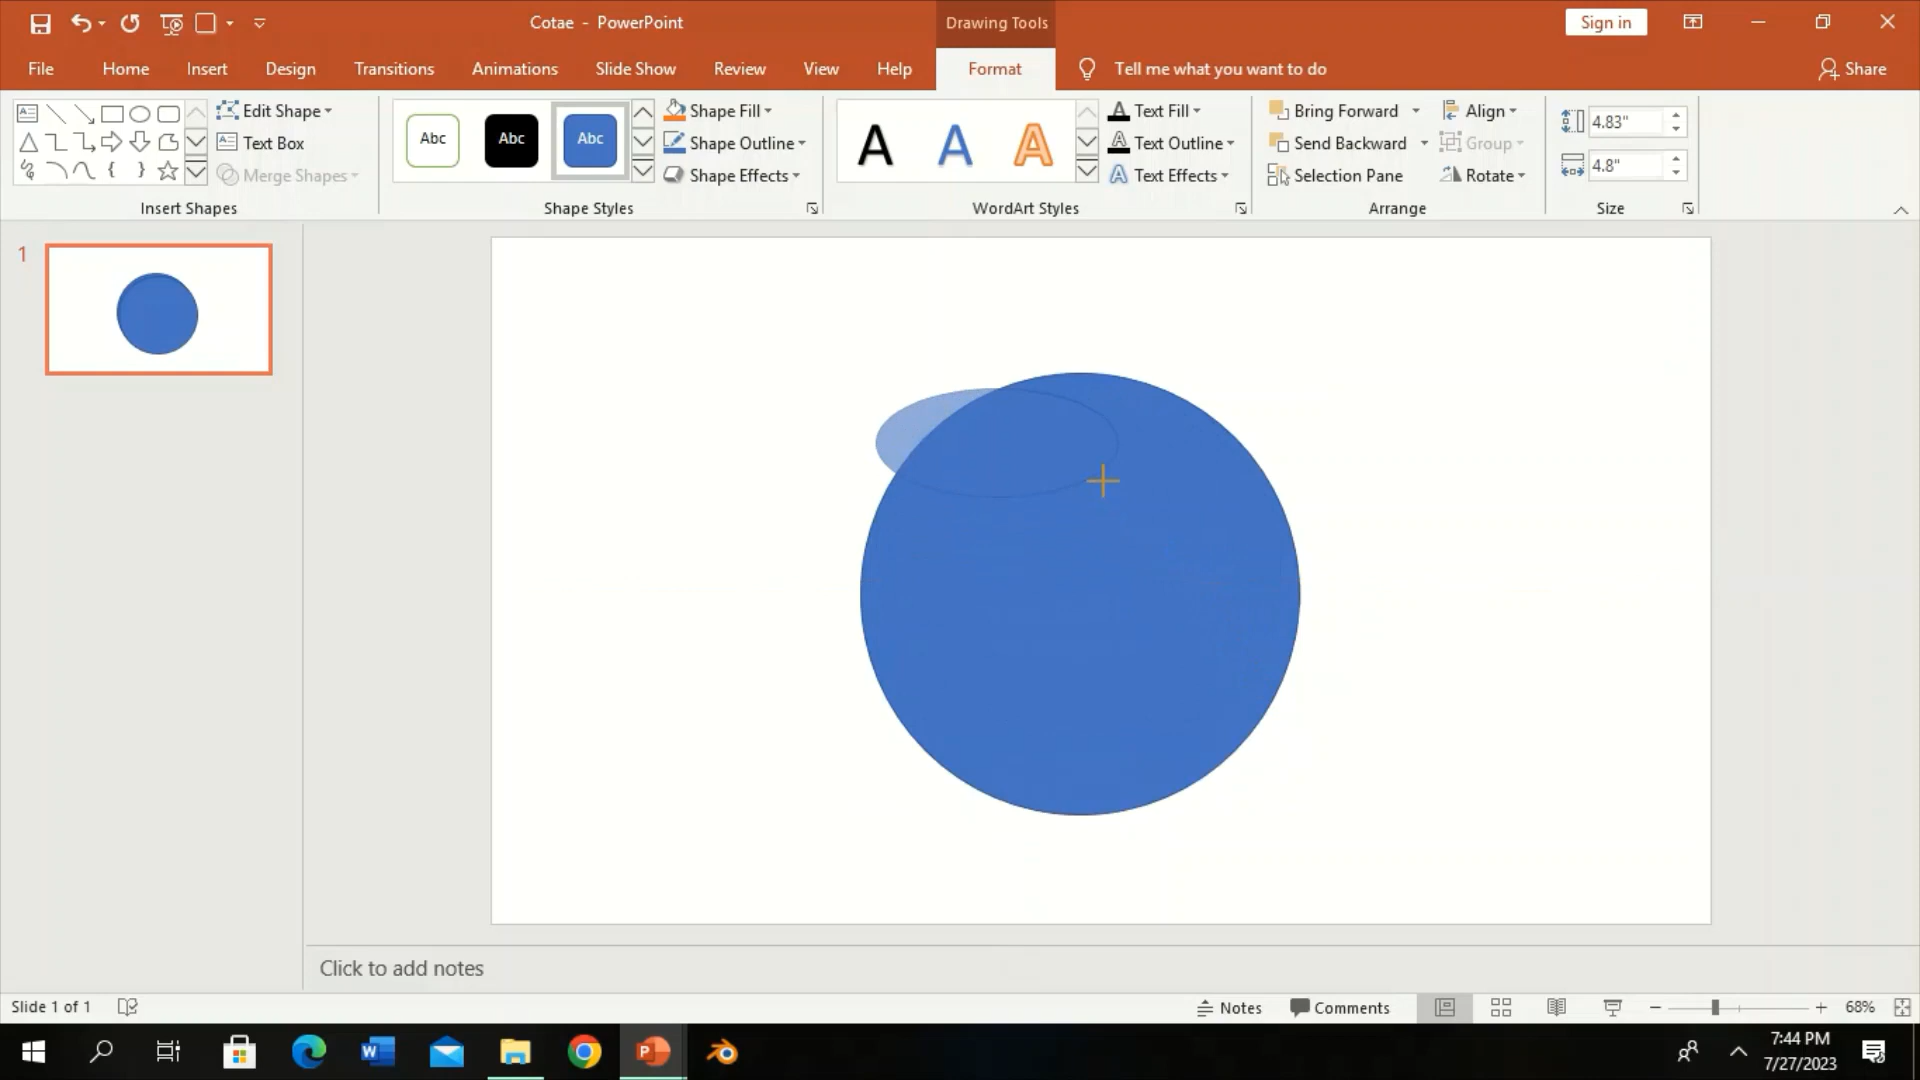 Cotae - PowerPoint
Drawing Tools
Sign in
File
Home
Insert
Design
Transitions
Animations
Slide Show
Review
View
Help
Format
Tell me what you want to do
Share
Edit Shape
Text Box
Merge Shapes
Insert Shapes
Abc
Abc
Abc
Shape Fill
Shape Outline
Shape Effects
Shape Styles
A
A
A
Text Fill
Text Outline
Text Effects
WordArt Styles
Bring Forward
Send Backward
Selection Pane
Align
Group
Rotate
Arrange
4.83"
4.8"
Size
1
Click to add notes
Slide 1 of 1
Notes
Comments
68%
7:44 PM
7/27/2023